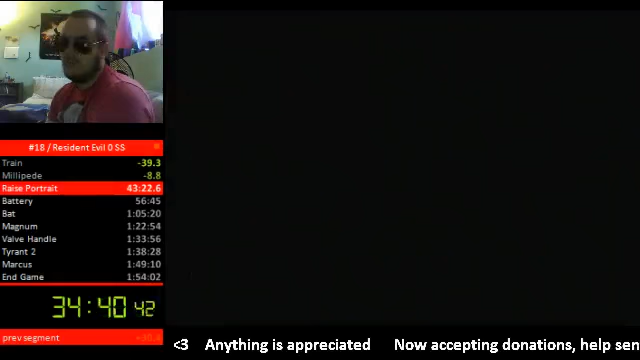 #18 / Resident Evil 0 SS
Train -39.3
Millipede -8.8
Raise Portrait 43:22.6
Battery 56:45
Bat 1:05:20
Magnum 1:22:54
Valve Handle 1:33:56
Tyrant 2 1:38:28
Marcus 1:49:10
End Game 1:54:02
34:40 42
prev segment
<3 Anything is appreciated Now accepting donations, help sen